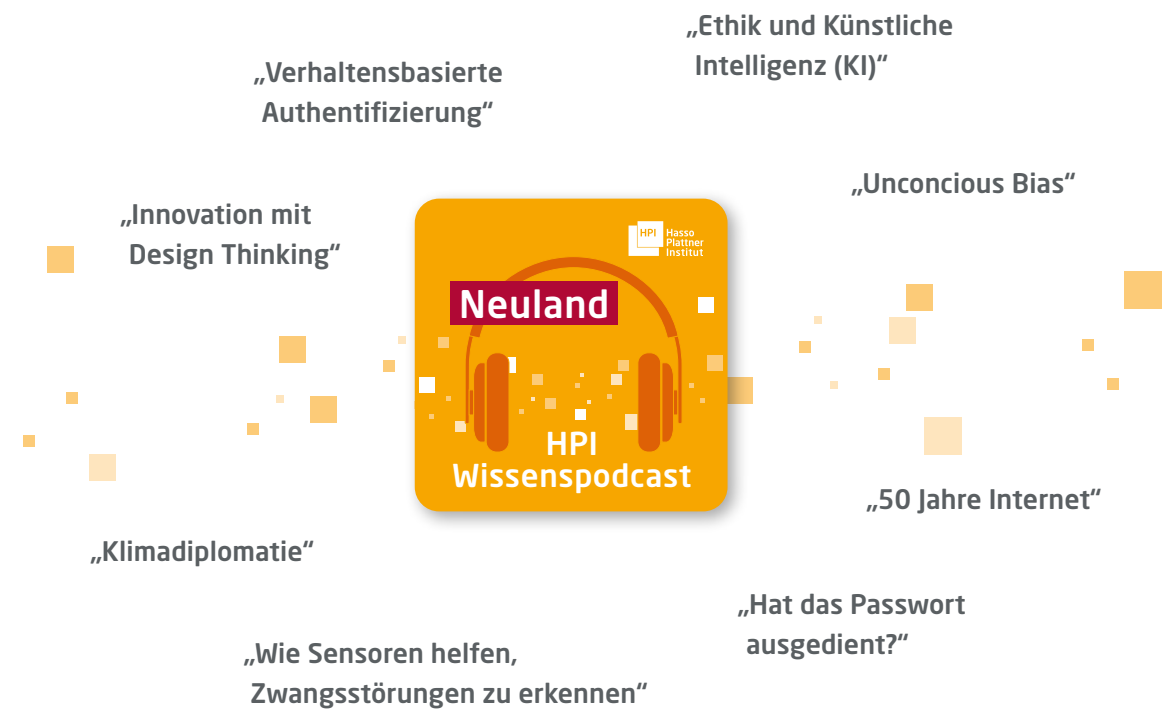 „Ethik und Künstliche
Intelligenz (KI)“
„Verhaltensbasierte
Authentifizierung“
„Unconcious Bias“
„Innovation mit
Design Thinking“
HPI
Hasso
Plattner
Institut
Neuland
HPI
Wissenspodcast
„50 Jahre Internet“
„Klimadiplomatie“
„Hat das Passwort
ausgedient?“
„Wie Sensoren helfen,
Zwangsstörungen zu erkennen“